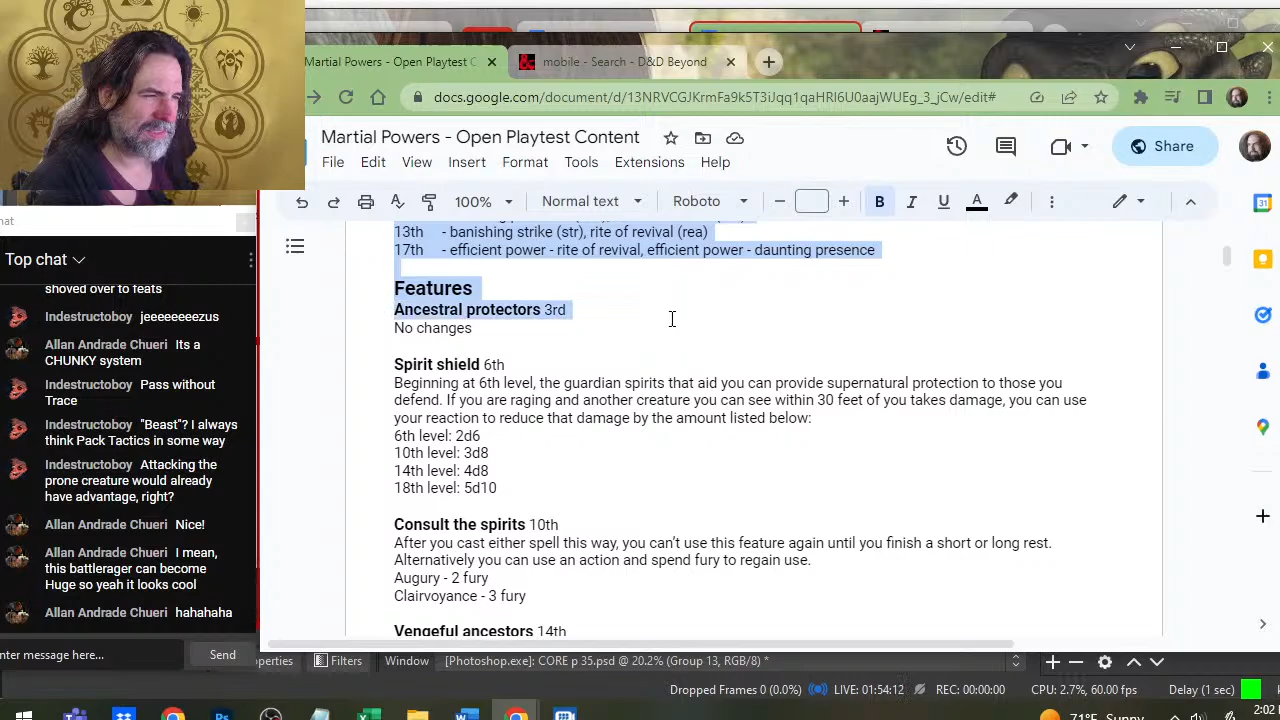 Martial Powers - Open Playtest C
mobile - Search - D&D Beyond
docs.google.com/document/d/13NRVCGJKrmFa9k5T3iJqq1qaHRI6U0aajWUEg_3_jCw/edit#
Martial Powers - Open Playtest Content
File Edit View Insert Format Tools Extensions Help
Share
100% Normal text Roboto B I U A
13th - banishing strike (str), rite of revival (rea)
17th - efficient power - rite of revival, efficient power - daunting presence
Features
Ancestral protectors 3rd
No changes
Spirit shield 6th
Beginning at 6th level, the guardian spirits that aid you can provide supernatural protection to those you
defend. If you are raging and another creature you can see within 30 feet of you takes damage, you can use
your reaction to reduce that damage by the amount listed below:
6th level: 2d6
10th level: 3d8
14th level: 4d8
18th level: 5d10
Consult the spirits 10th
After you cast either spell this way, you can't use this feature again until you finish a short or long rest.
Alternatively you can use an action and spend fury to regain use.
Augury - 2 fury
Clairvoyance - 3 fury
Vengeful ancestors 14th
hat
Top chat
shoved over to feats
Indestructoboy jeeeeeeezus
Allan Andrade Chueri Its a
CHUNKY system
Indestructoboy Pass without
Trace
Indestructoboy "Beast"? I always
think Pack Tactics in some way
Indestructoboy Attacking the
prone creature would already
have advantage, right?
Allan Andrade Chueri Nice!
Allan Andrade Chueri I mean,
this battlerager can become
Huge so yeah it looks cool
Allan Andrade Chueri hahahaha
nter message here...
Send
operties Filters
Window [Photoshop.exe]: CORE p 35.psd @ 20.2% (Group 13, RGB/8) *
Dropped Frames 0 (0.0%) LIVE: 01:54:12 REC: 00:00:00 CPU: 2.7%, 60.00 fps Delay (1 sec)
71°F Sunny
2:02